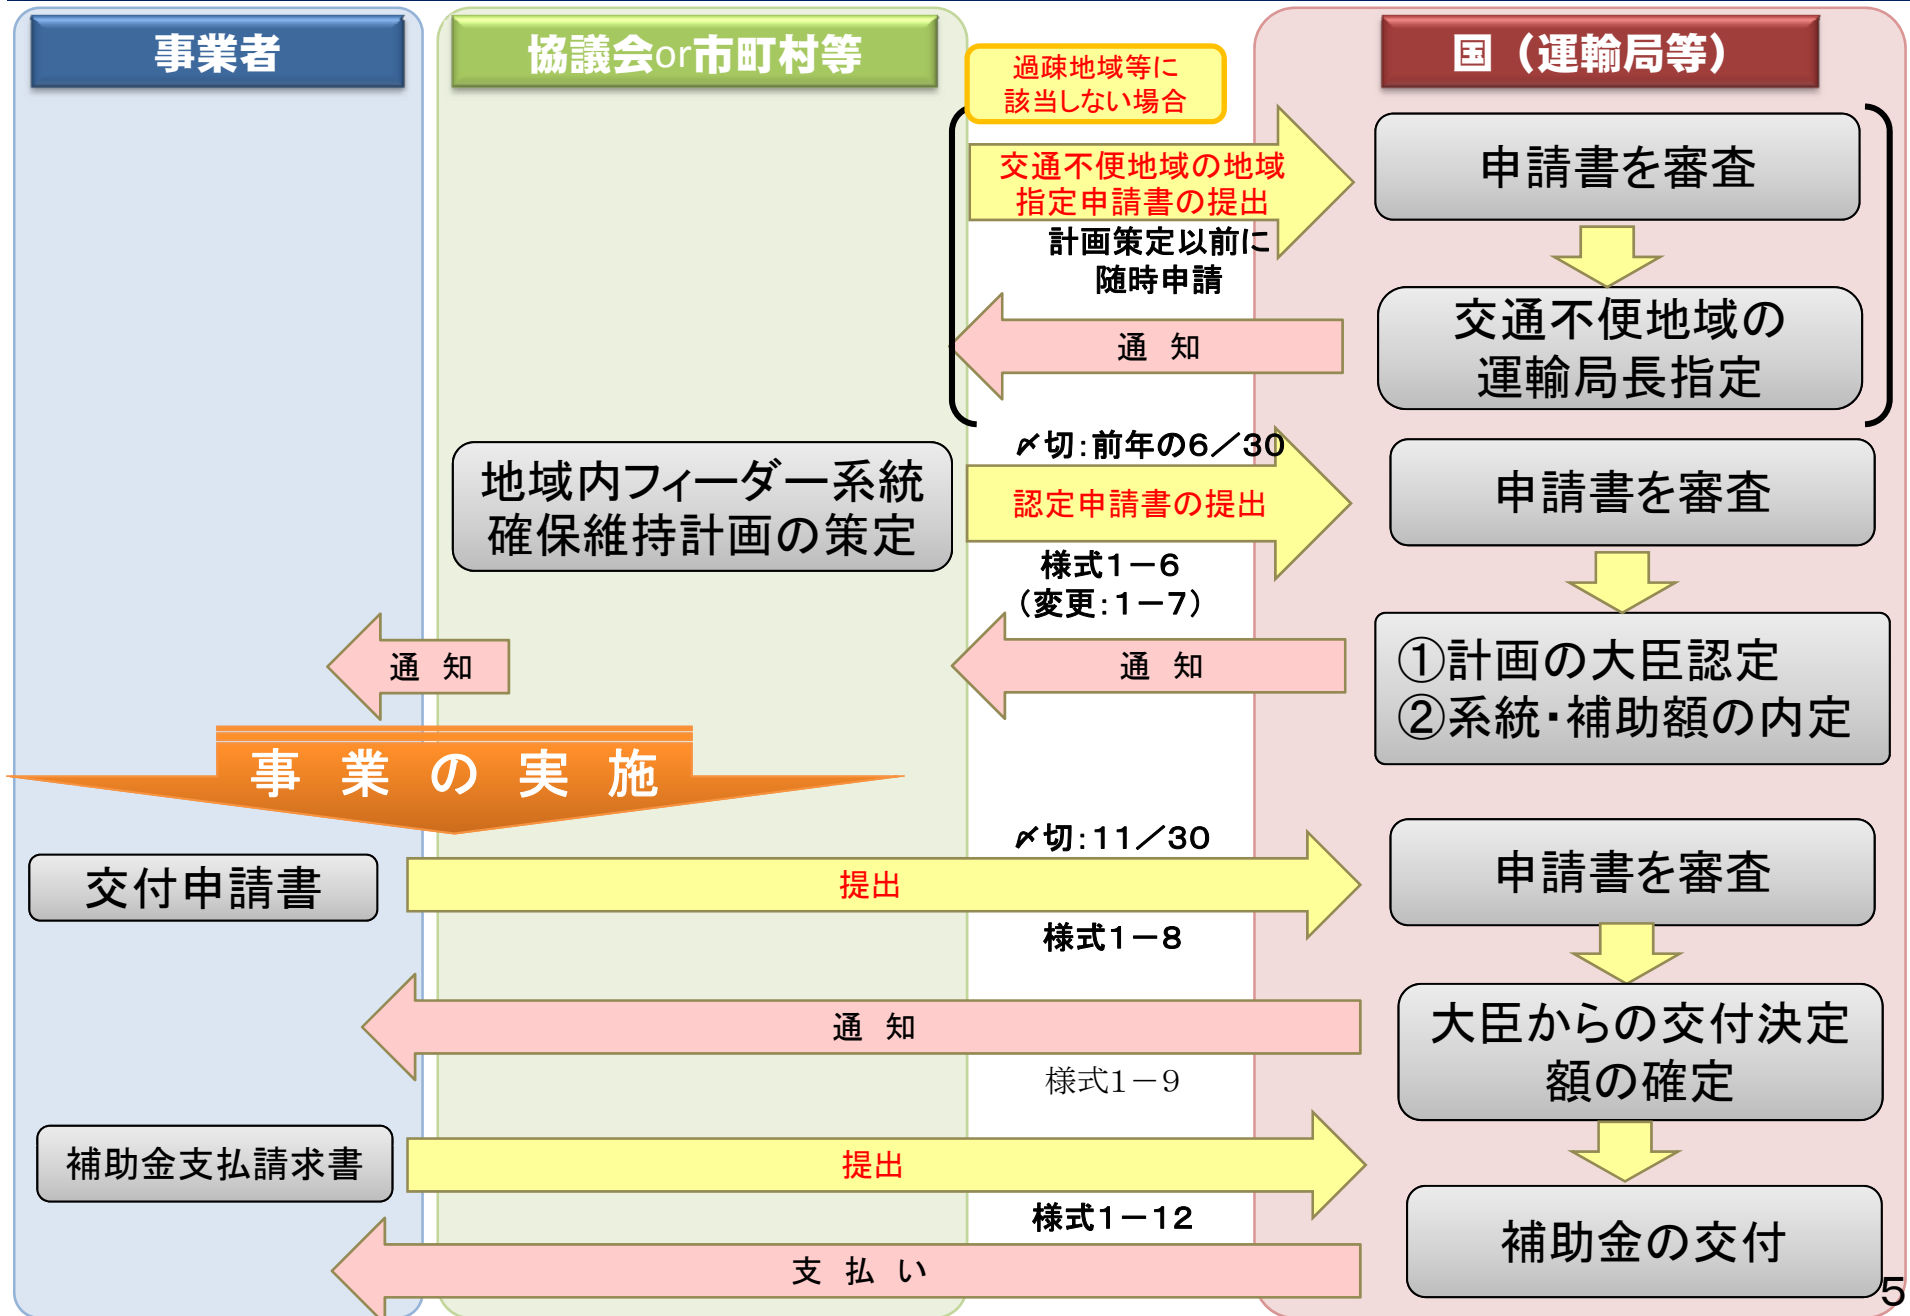 事業者
協議会or市町村等
国（運輸局等）
過疎地域等に
該当しない場合
交通不便地域の地域
指定申請書の提出
計画策定以前に
随時申請
申請書を審査
交通不便地域の
運輸局長指定
通　知
〆切：前年の6／30
地域内フィーダー系統
確保維持計画の策定
認定申請書の提出
様式1－6
（変更：1－7）
申請書を審査
①計画の大臣認定
②系統・補助額の内定
通　知
通　知
事 業 の 実 施
〆切：11／30
交付申請書
提出
様式1－8
申請書を審査
大臣からの交付決定
額の確定
通　知
様式1－9
補助金支払請求書
提出
様式1－12
補助金の交付
支　払　い
5